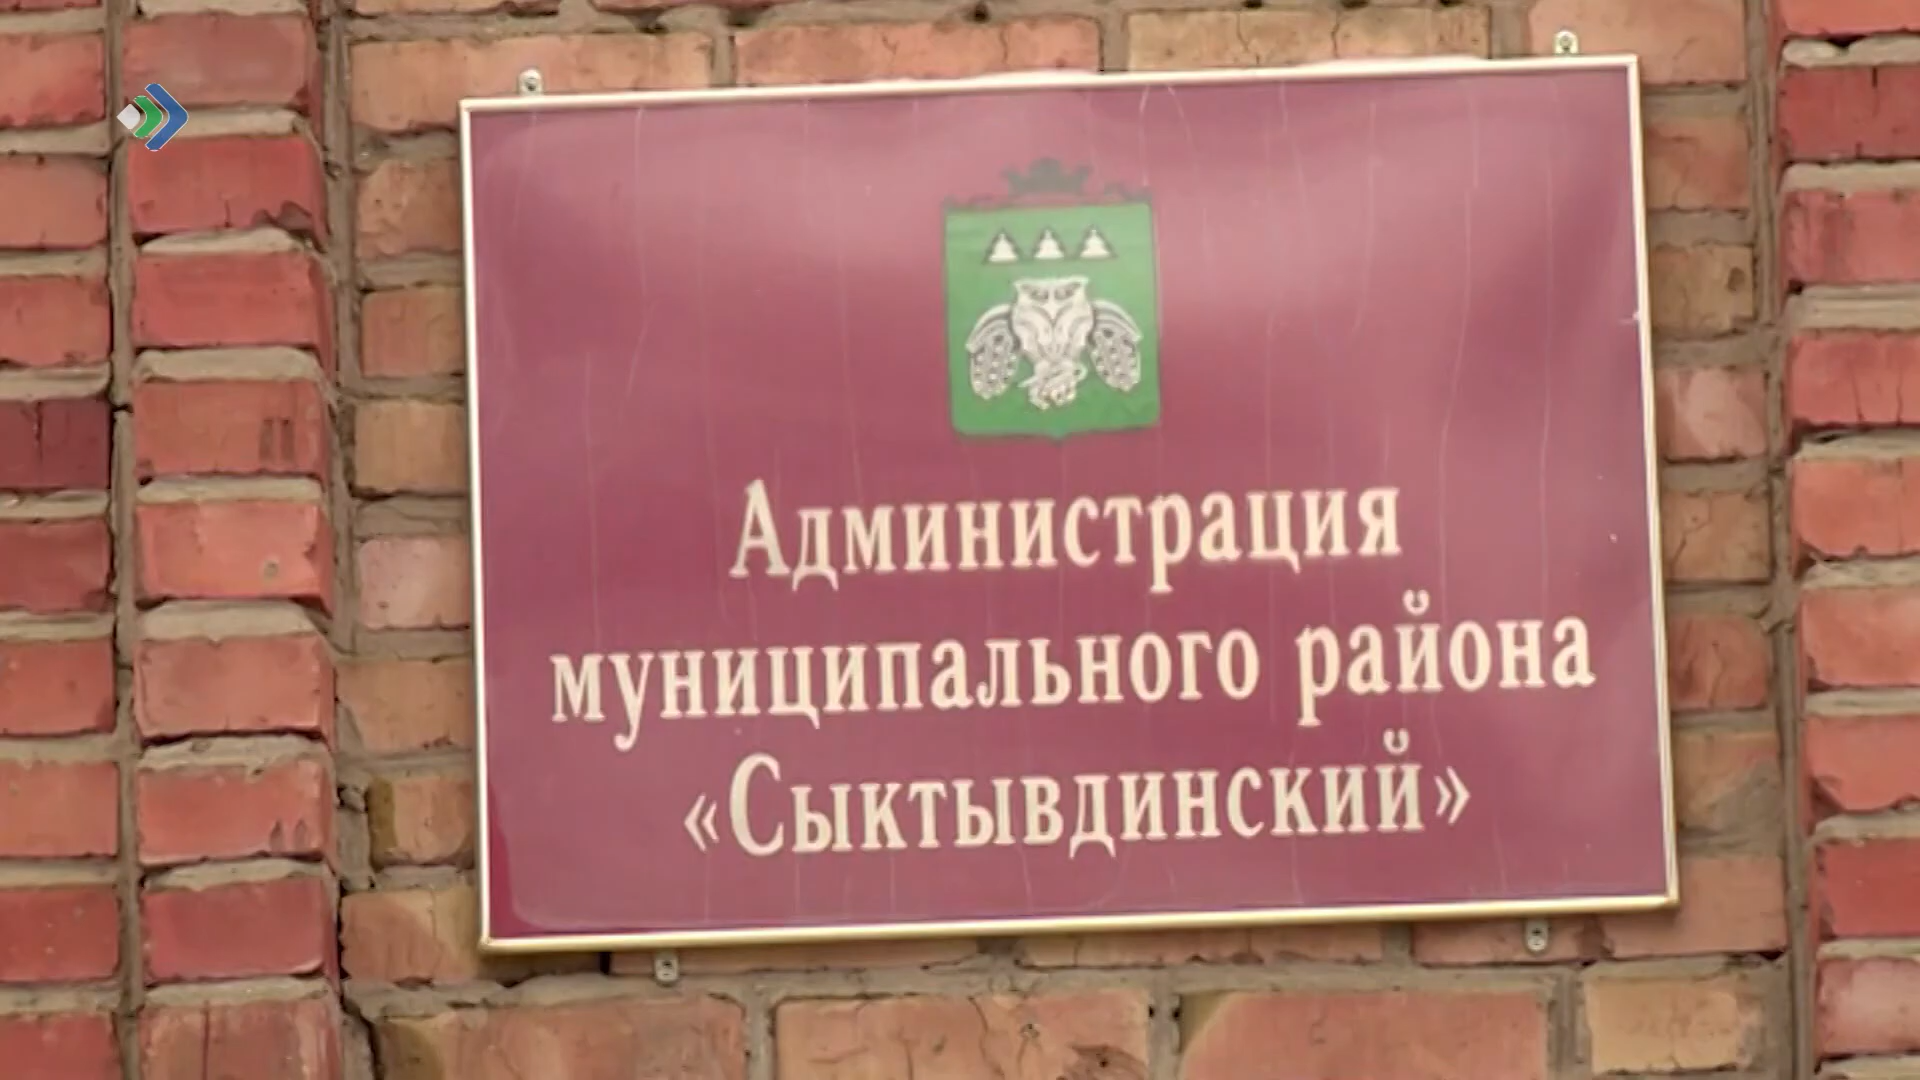 Администрация
муниципального района
«Сыктывдинский»